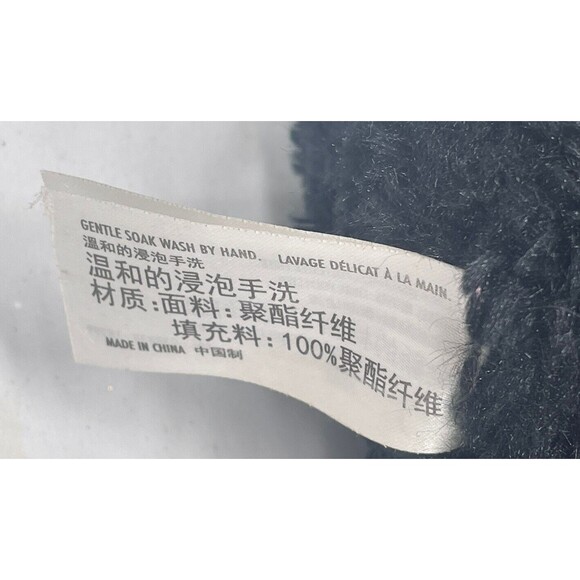 GENTLE SOAK WASH BY HAND. LAVAGE DÉLICAT À LA MAIN.
溫和的浸泡手洗
温和的浸泡手洗
材质:面料:聚酯纤维
填充料:100%聚酯纤维
MADE IN CHINA 中国制